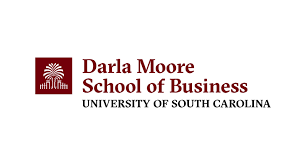 Darla Moore
School of Business
UNIVERSITY OF SOUTH CAROLINA